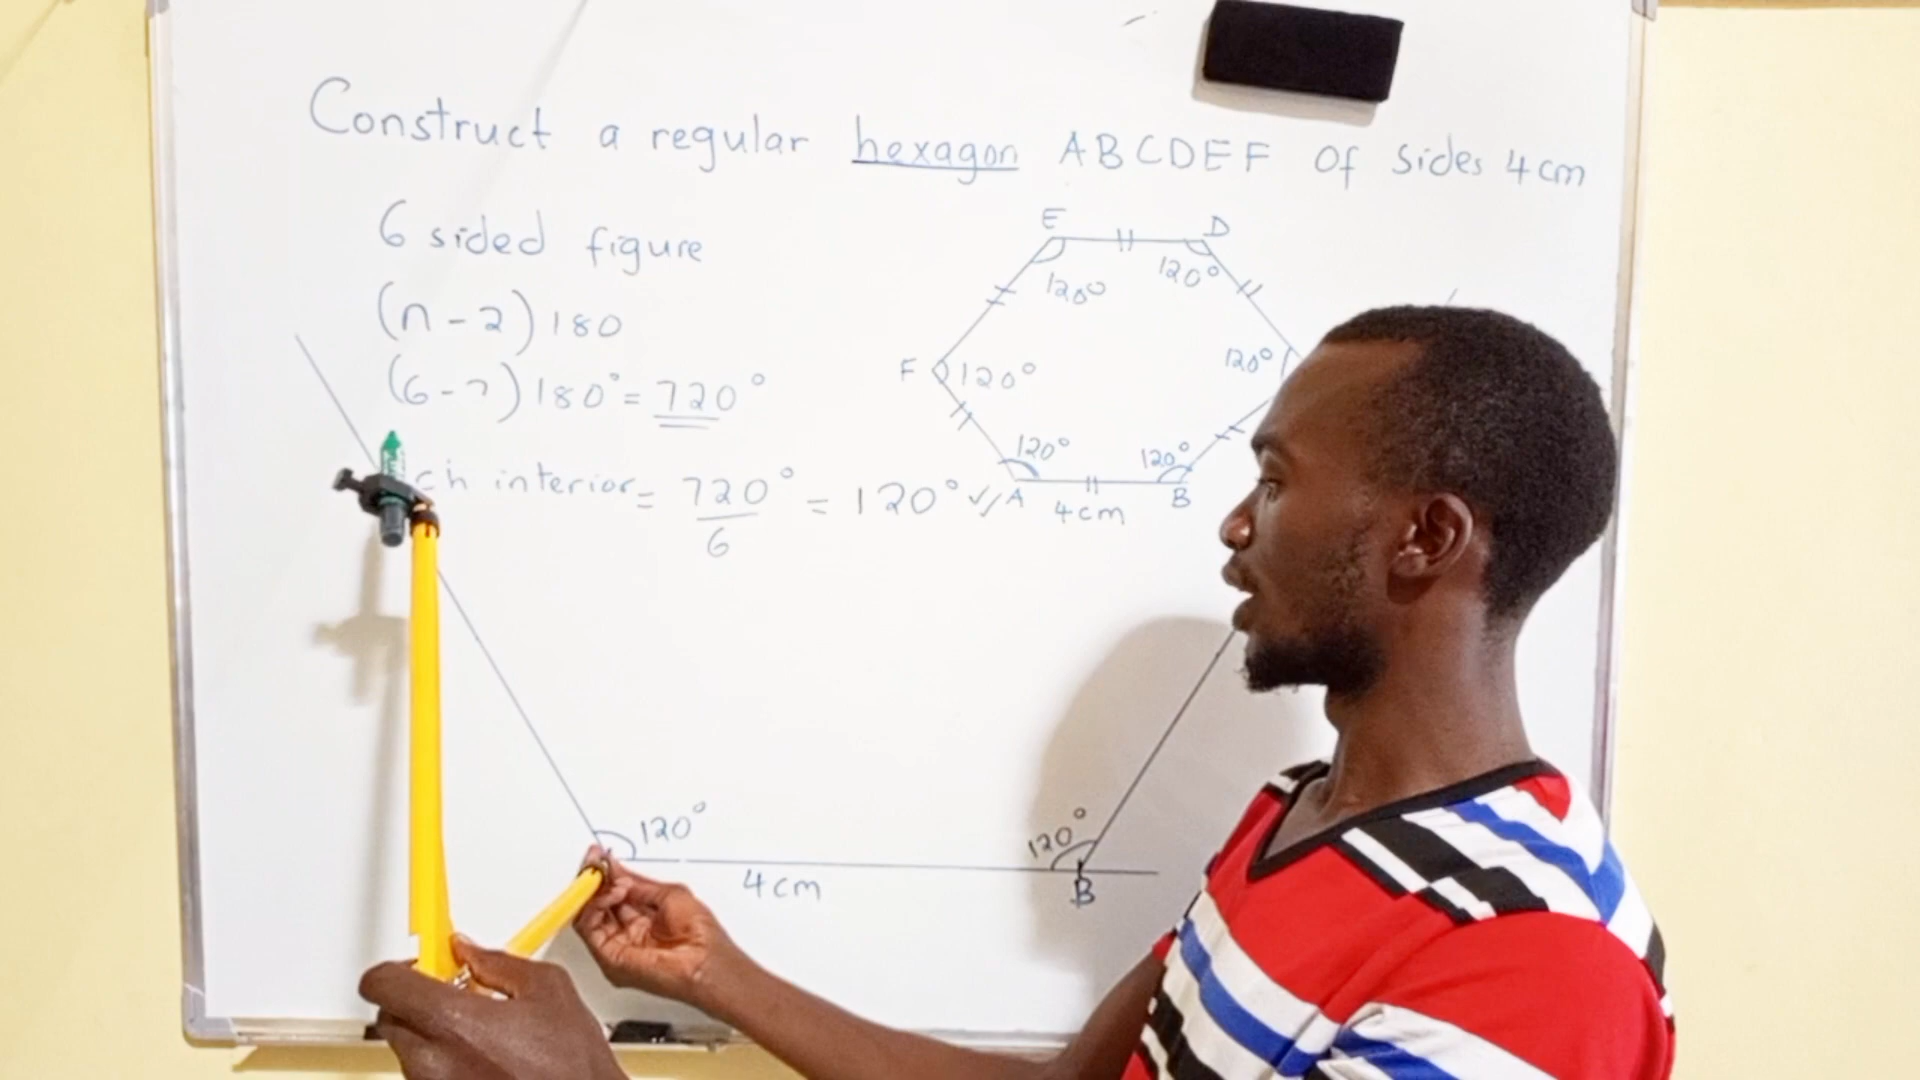 Construct a regular hexagon ABCDEF of sides 4cm
6 sided figure
(n-2)180
(6-2)180° = 720°
ch interior = 720°/6 = 120° ✓✓
E D
120° 120°
F 120° 120°
120° 120°
A B
4cm
120° 120°
4cm B